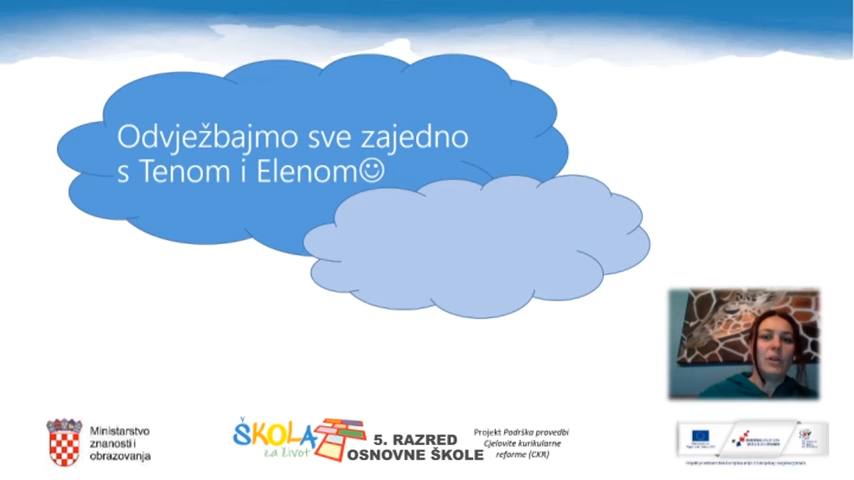 Odvježbajmo sve zajedno
s Tenom i Elenom☺
Ministarstvo
znanosti i
obrazovanja
ŠKOLA
za život
5. RAZRED
OSNOVNE ŠKOLE
Projekt Podrška provedbi
Cjelovite kurikularne
reforme (CKR)